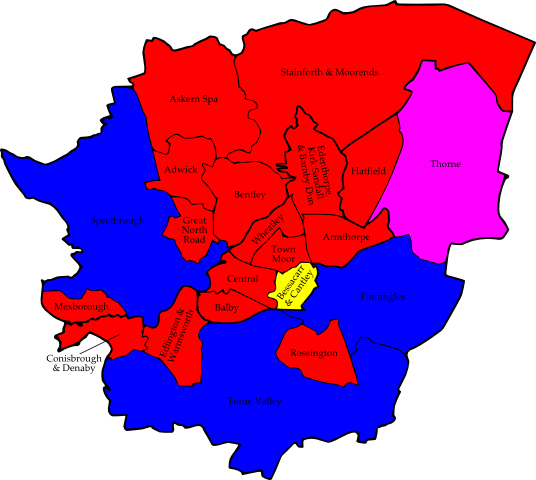 Stainforth & Moorends
Askern Spa
Edenthorpe,
Kirk Sandall
& Barnby Dun
Thorne
Adwick
Hatfield
Bentley
Sprotbrough
Great
North
Road
Wheatley
Armthorpe
Town
Moor
Central
Bessacarr
& Cantley
Finningley
Mexborough
Balby
Edlington &
Warmsworth
Conisbrough
& Denaby
Rossington
Torne Valley